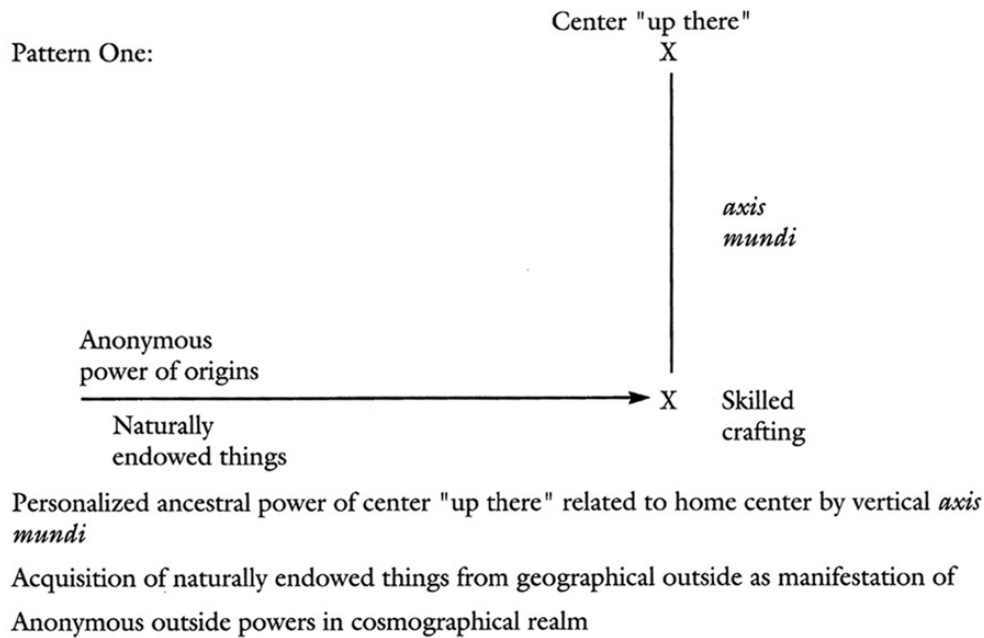 Center "up there"
Pattern One:
X
axis
mundi
Anonymous
power of origins
X
Skilled
crafting
Naturally
endowed things
Personalized ancestral power of center "up there" related to home center by vertical axis
mundi
Acquisition of naturally endowed things from geographical outside as manifestation of
Anonymous outside powers in cosmographical realm